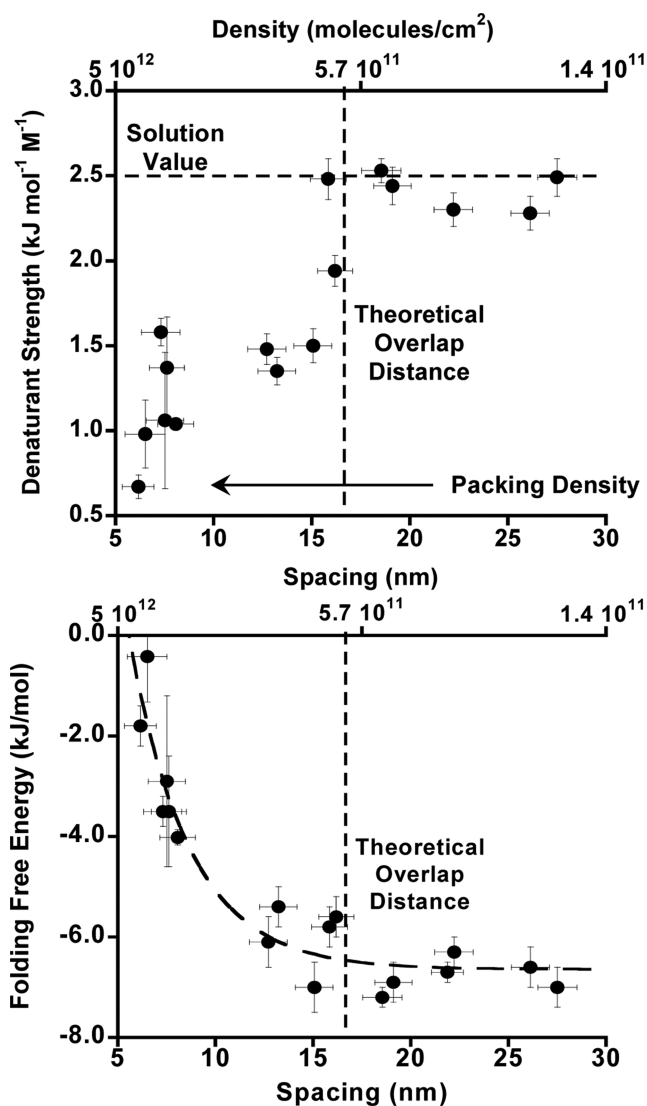 Density (molecules/cm²)
5 10¹² 5.7 10¹¹ 1.4 10¹¹
3.0
Solution
Value
2.5
2.0
Theoretical
Overlap
Distance
1.5
1.0
Packing Density
0.5
5 10 15 20 25 30
Denaturant Strength (kJ mol⁻¹ M⁻¹)
Spacing (nm)
5 10¹² 5.7 10¹¹ 1.4 10¹¹
0.0
-2.0
-4.0
Theoretical
Overlap
Distance
-6.0
-8.0
5 10 15 20 25 30
Folding Free Energy (kJ/mol)
Spacing (nm)